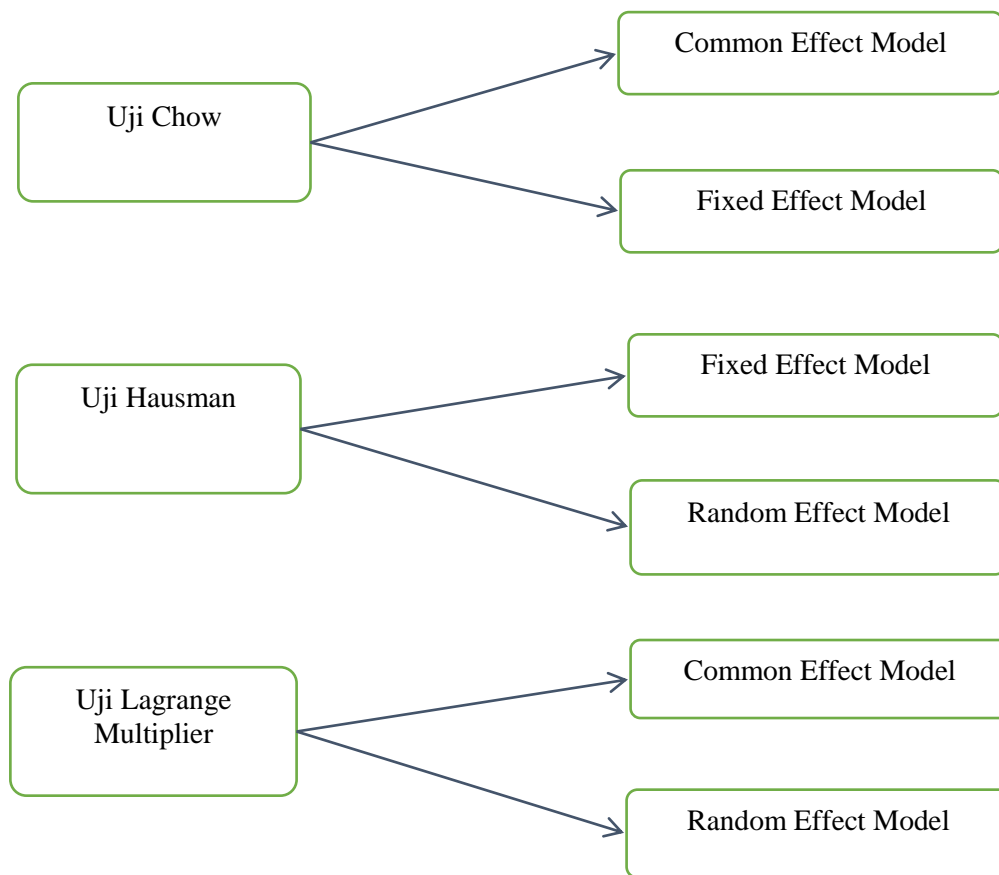 Uji Chow
Common Effect Model
Fixed Effect Model
Uji Hausman
Fixed Effect Model
Random Effect Model
Uji Lagrange
Multiplier
Common Effect Model
Random Effect Model